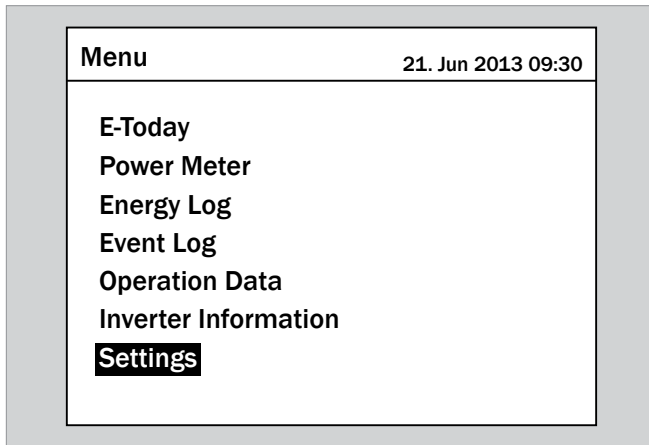 Menu 21. Jun 2013 09:30
E-Today
Power Meter
Energy Log
Event Log
Operation Data
Inverter Information
Settings